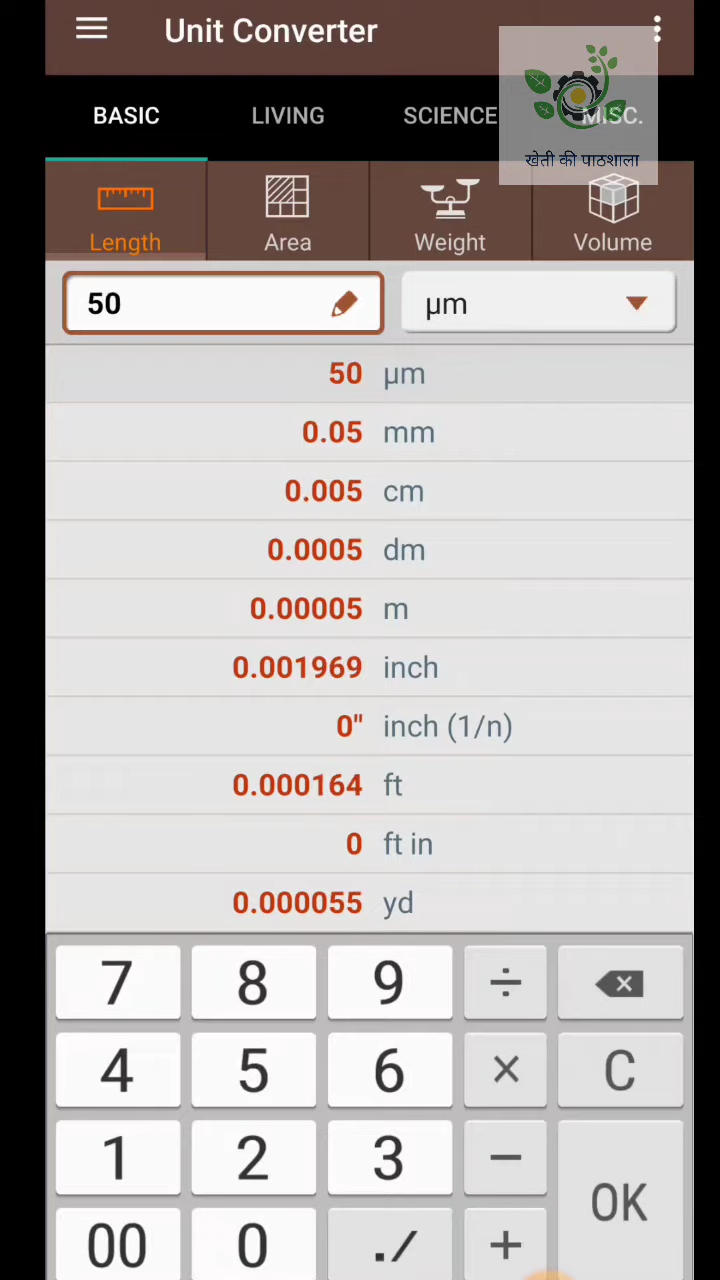 Unit Converter
BASIC LIVING SCIENCE MISC.
खेती की पाठशाला
Length Area Weight Volume
50 µm
50 µm
0.05 mm
0.005 cm
0.0005 dm
0.00005 m
0.001969 inch
0" inch (1/n)
0.000164 ft
0 ft in
0.000055 yd
7 8 9 ÷
4 5 6 × C
1 2 3 −
OK
00 0 ./ +